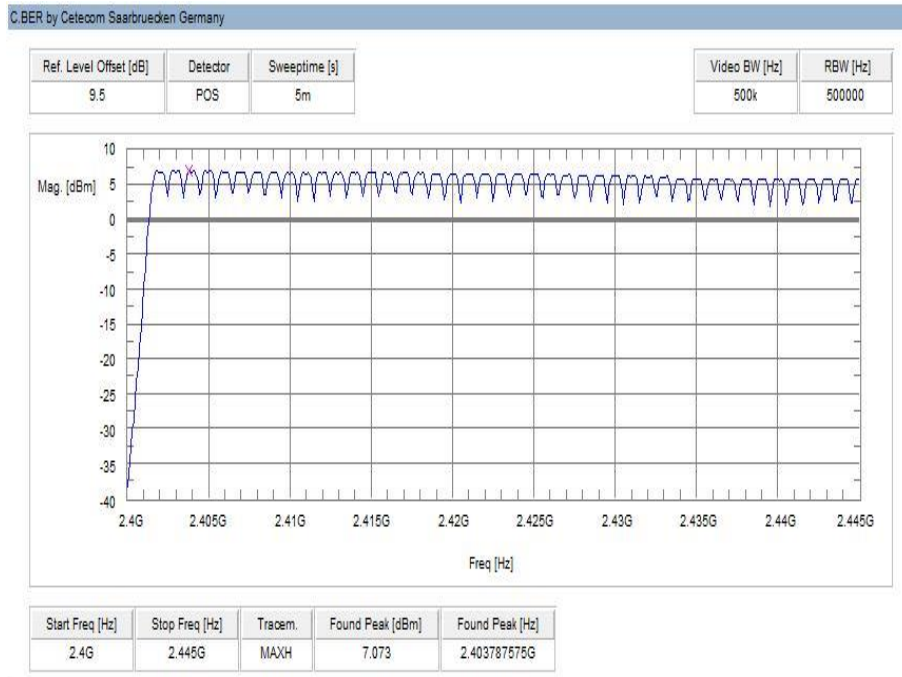 C.BER by Cetecom Saarbruecken Germany
Ref. Level Offset [dB] Detector Sweeptime [s] Video BW [Hz] RBW [Hz]
9.5 POS 5m 500k 500000
10
Mag. [dBm] 5
0
-5
-10
-15
-20
-25
-30
-35
-40
2.4G 2.405G 2.41G 2.415G 2.42G 2.425G 2.43G 2.435G 2.44G 2.445G
Freq [Hz]
Start Freq [Hz] Stop Freq [Hz] Tracem. Found Peak [dBm] Found Peak [Hz]
2.4G 2.445G MAXH 7.073 2.403787575G